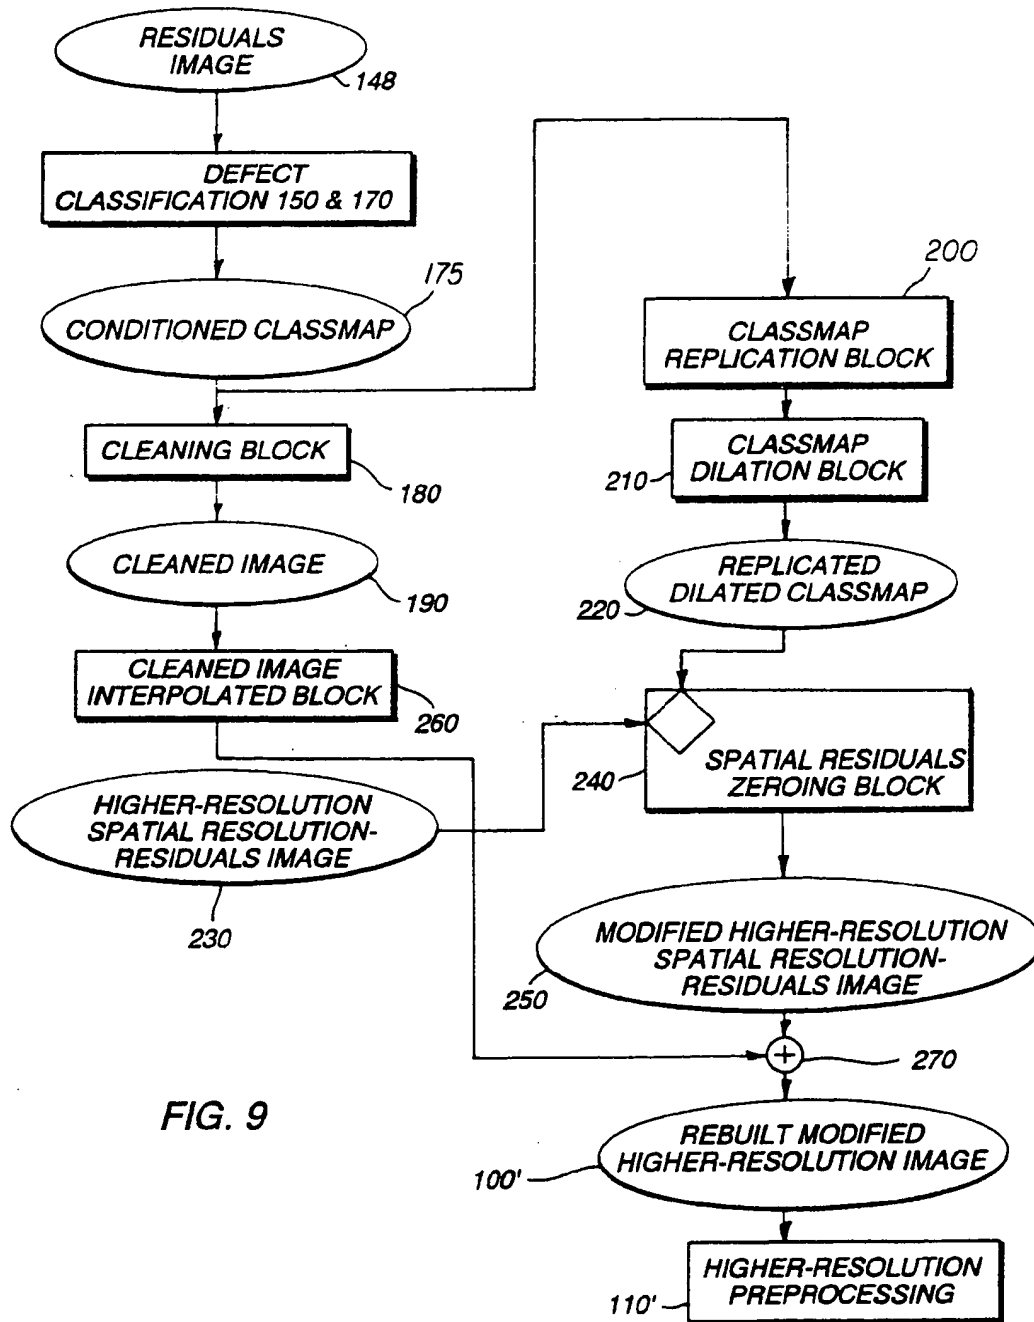 RESIDUALS
IMAGE
148
DEFECT
CLASSIFICATION 150 & 170
175
CONDITIONED CLASSMAP
CLEANING BLOCK
180
CLEANED IMAGE
190
CLEANED IMAGE
INTERPOLATED BLOCK
260
HIGHER-RESOLUTION
SPATIAL RESOLUTION-
RESIDUALS IMAGE
230
200
CLASSMAP
REPLICATION BLOCK
CLASSMAP
DILATION BLOCK
210
REPLICATED
DILATED CLASSMAP
220
SPATIAL RESIDUALS
ZEROING BLOCK
240
MODIFIED HIGHER-RESOLUTION
SPATIAL RESOLUTION-
RESIDUALS IMAGE
250
+
270
REBUILT MODIFIED
HIGHER-RESOLUTION IMAGE
100'
HIGHER-RESOLUTION
PREPROCESSING
110'
FIG. 9